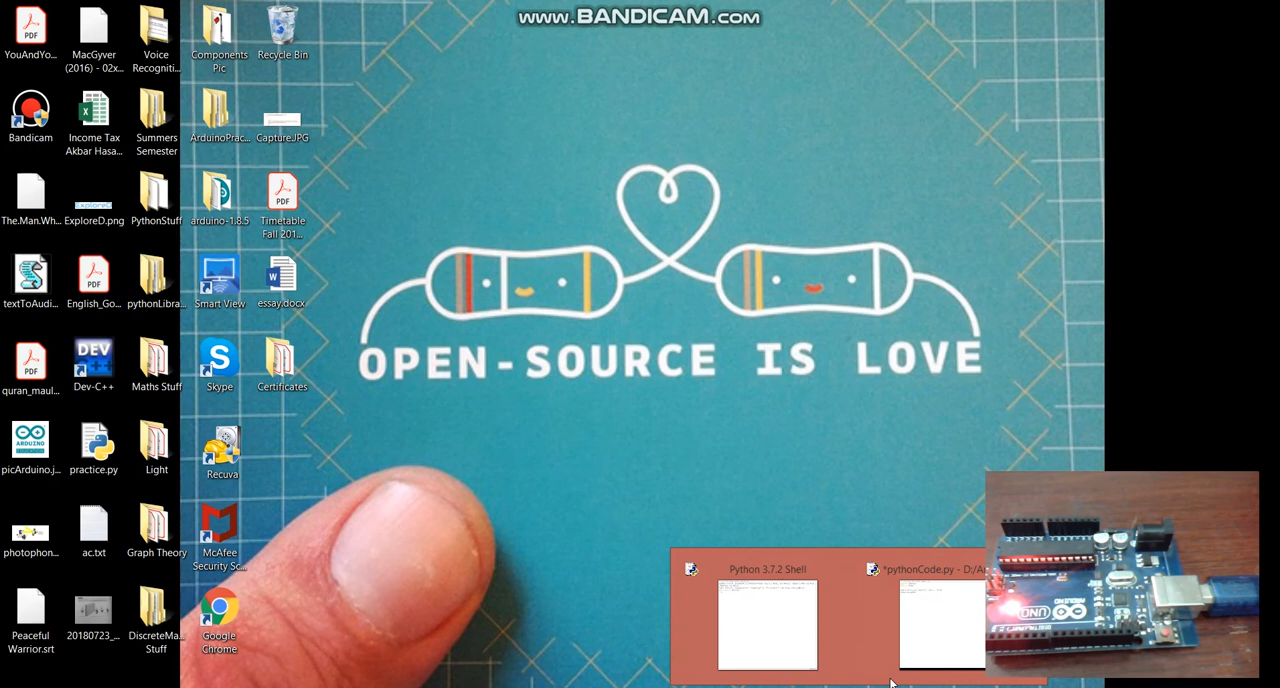 www.BANDICAM.com
YouAndYo...
MacGyver
(2016) - 02x...
Voice
Recogniti...
Components
Pic
Recycle Bin
Bandicam
Income Tax
Akbar Hasa...
Summers
Semester
ArduinoPrac...
Capture.JPG
The.Man.Wh...
ExploreD.png
PythonStuff
arduino-1.8.5
Timetable
Fall 201...
textToAudi...
English_Go...
pythonLibra...
Smart View
essay.docx
quran_maul...
Dev-C++
Maths Stuff
Skype
Certificates
picArduino.j...
practice.py
Light
Recuva
photophon...
ac.txt
Graph Theory
McAfee
Security Sc...
Peaceful
Warrior.srt
20180723_...
DiscreteMa...
Stuff
Google
Chrome
OPEN-SOURCE IS LOVE
Python 3.7.2 Shell
*pythonCode.py - D:/A
UNO
ARDUINO